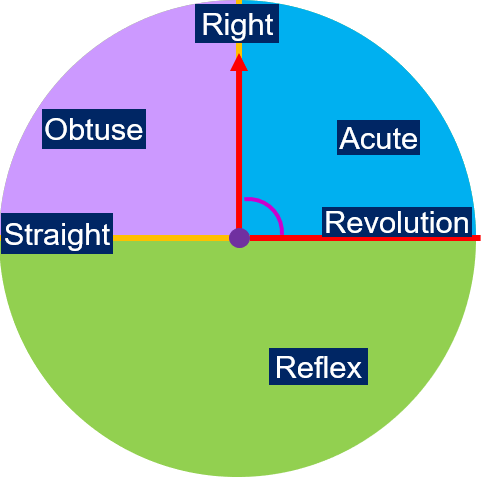 Right
Obtuse
Acute
Revolution
Straight
Reflex